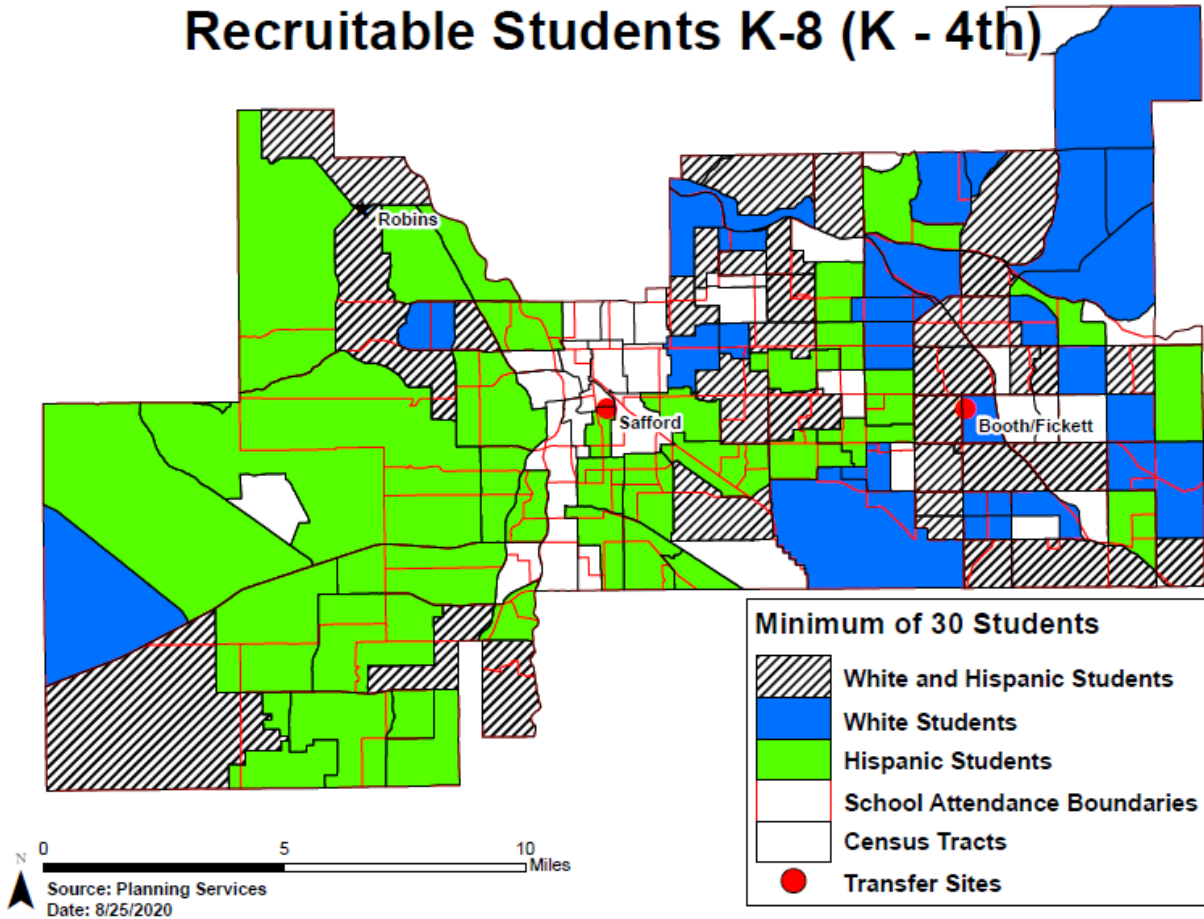 Recruitable Students K-8 (K - 4th)
Robins
Safford
Booth/Fickett
Minimum of 30 Students
White and Hispanic Students
White Students
Hispanic Students
School Attendance Boundaries
Census Tracts
Transfer Sites
N
0 5 10
Miles
Source: Planning Services
Date: 8/25/2020